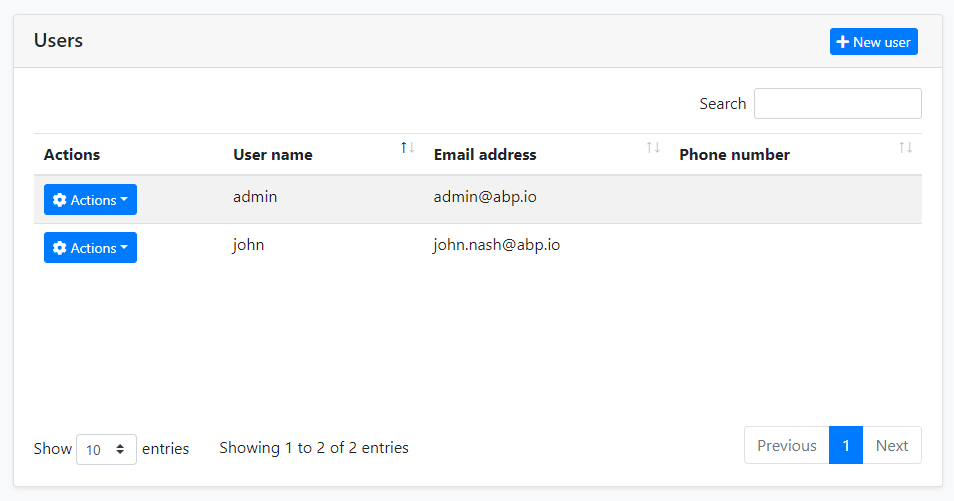 Users
New user
Search
Actions User name Email address Phone number
Actions admin admin@abp.io
Actions john john.nash@abp.io
Show 10 entries Showing 1 to 2 of 2 entries Previous 1 Next